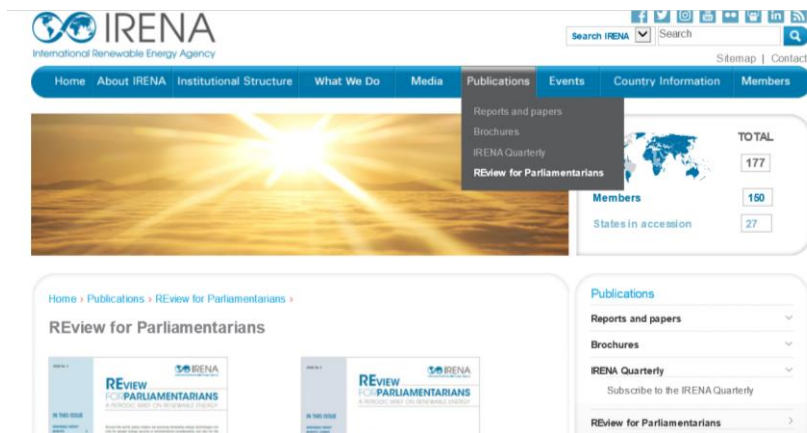 IRENA
International Renewable Energy Agency
Search IRENA
Search
Sitemap | Contact
Home About IRENA Institutional Structure What We Do Media Publications Events Country Information Members
Reports and papers
Brochures
IRENA Quarterly
REview for Parliamentarians
TOTAL
177
Members 150
States in accession 27
Home › Publications › REview for Parliamentarians ›
REview for Parliamentarians
IRENA
REVIEW
FOR PARLIAMENTARIANS
A PERIODIC BRIEF ON RENEWABLE ENERGY
IN THIS ISSUE
IRENA
REVIEW
FOR PARLIAMENTARIANS
A PERIODIC BRIEF ON RENEWABLE ENERGY
IN THIS ISSUE
Publications
Reports and papers
Brochures
IRENA Quarterly
Subscribe to the IRENA Quarterly
REview for Parliamentarians